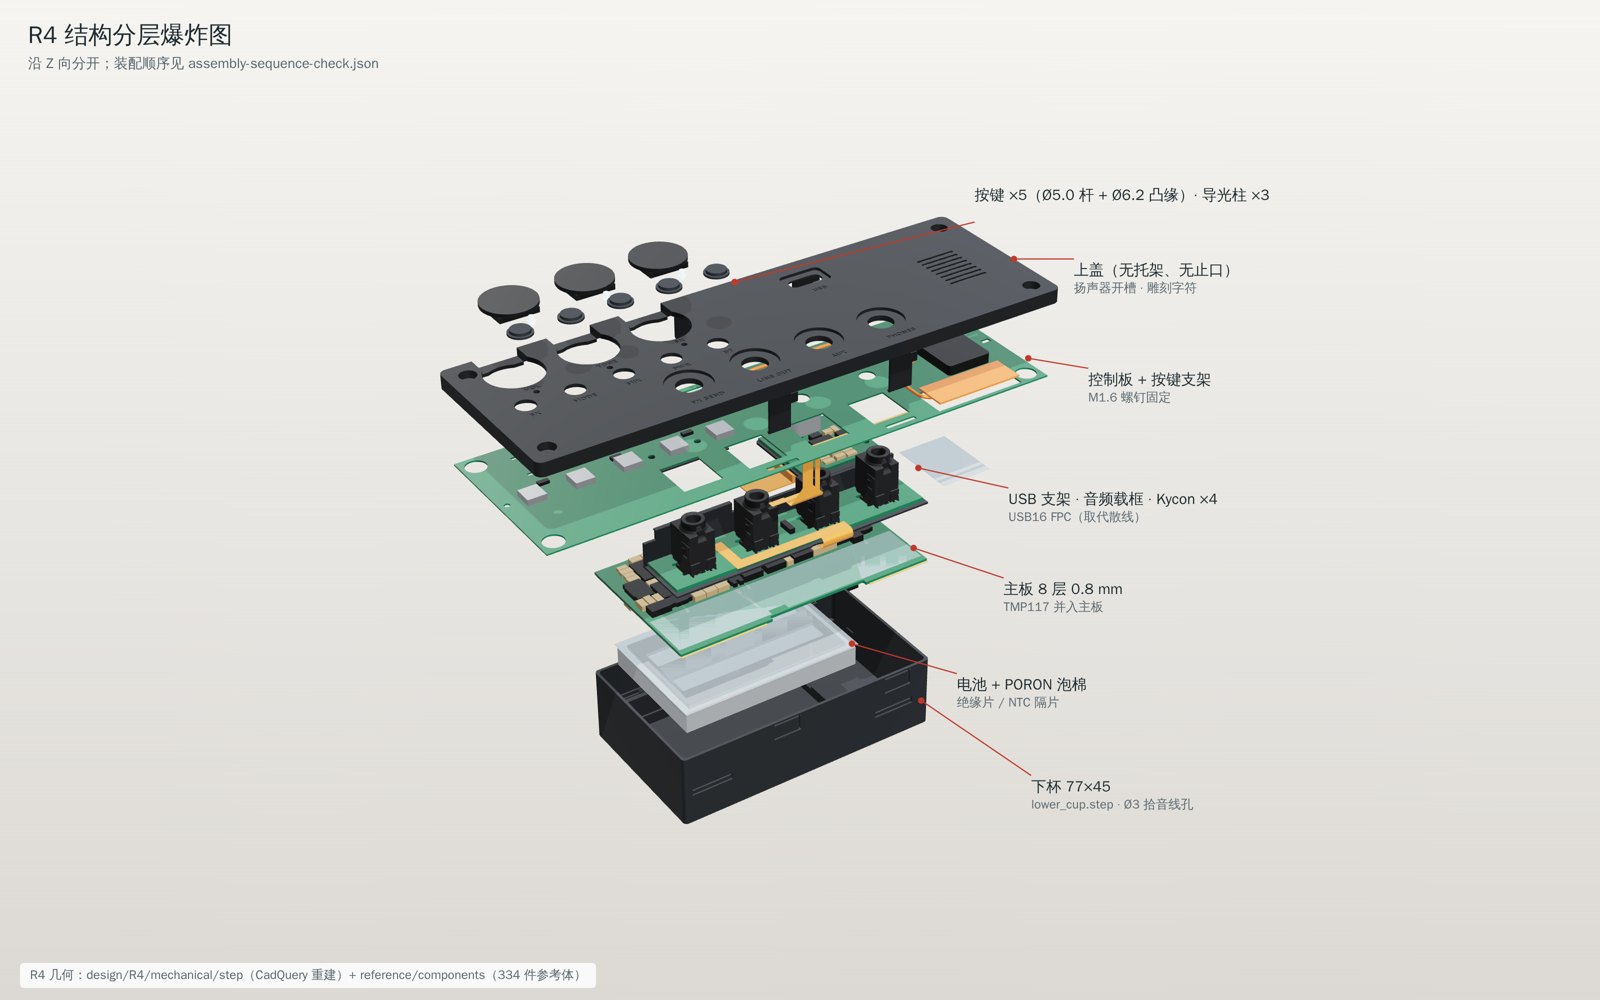 R4 结构分层爆炸图
沿 Z 向分开；装配顺序见 assembly-sequence-check.json
按键 ×5（Ø5.0 杆 + Ø6.2 凸缘）· 导光柱 ×3
上盖（无托架、无止口）
扬声器开槽 · 雕刻字符
控制板 + 按键支架
M1.6 螺钉固定
USB 支架 · 音频载框 · Kycon ×4
USB16 FPC（取代散线）
主板 8 层 0.8 mm
TMP117 并入主板
电池 + PORON 泡棉
绝缘片 / NTC 隔片
下杯 77×45
lower_cup.step · Ø3 拾音线孔
R4 几何：design/R4/mechanical/step（CadQuery 重建）+ reference/components（334 件参考体）